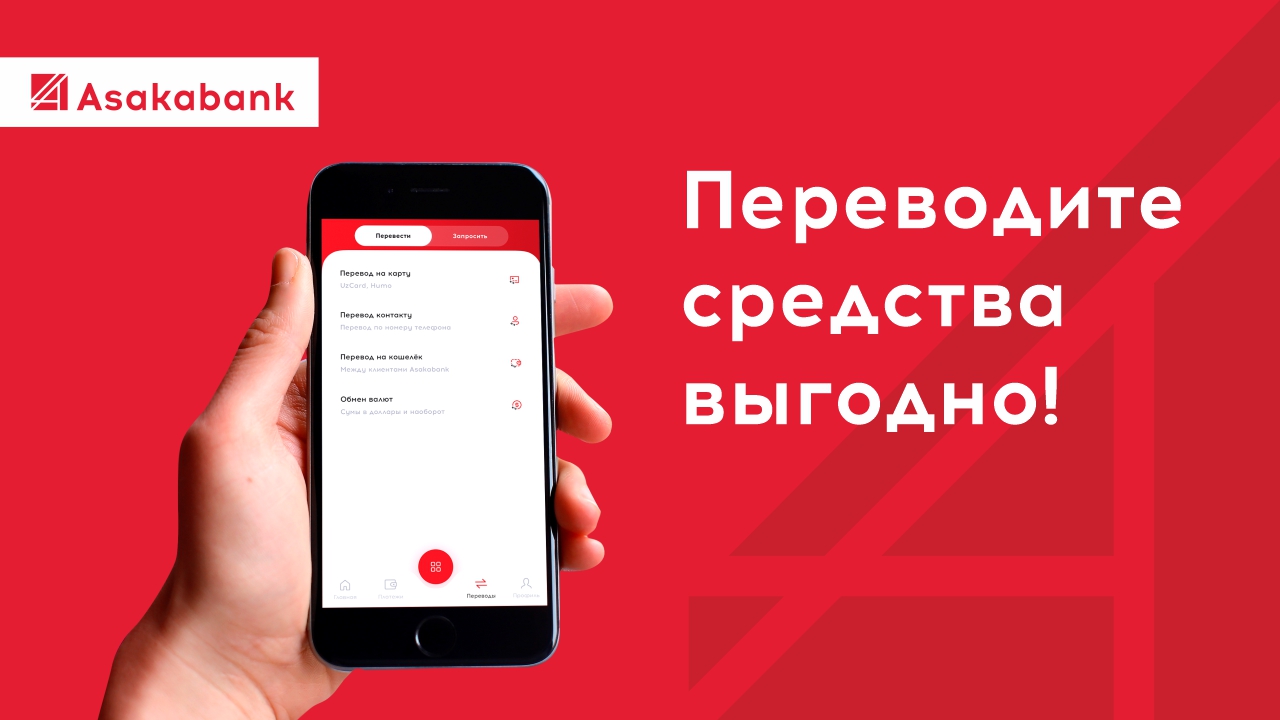 Asakabank
Переводите
средства
выгодно!
Перевести
Запросить
Перевод на карту
UzCard, Humo
Перевод контакту
Перевод по номеру телефона
Перевод на кошелёк
Между клиентами Asakabank
Обмен валют
Сумы в доллары и наоборот
Главная
Платежи
Переводы
Профиль